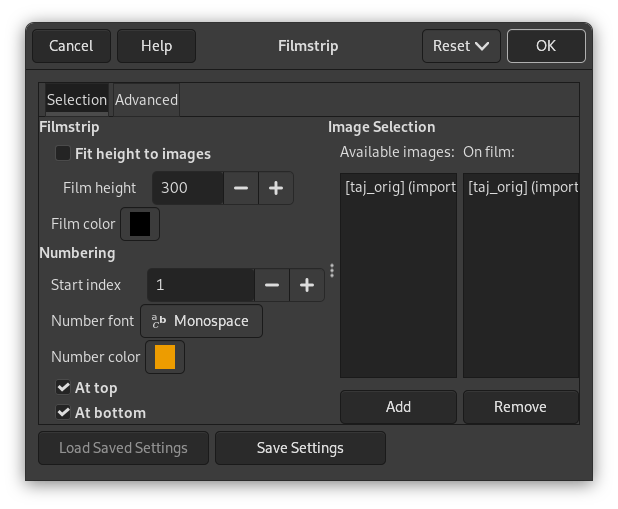 Cancel Help Filmstrip Reset OK
Selection Advanced
Filmstrip
Fit height to images
Film height 300
Film color
Numbering
Start index 1
Number font acb Monospace
Number color
At top
At bottom
Image Selection
Available images: On film:
[taj_orig] (import [taj_orig] (import
Add Remove
Load Saved Settings Save Settings